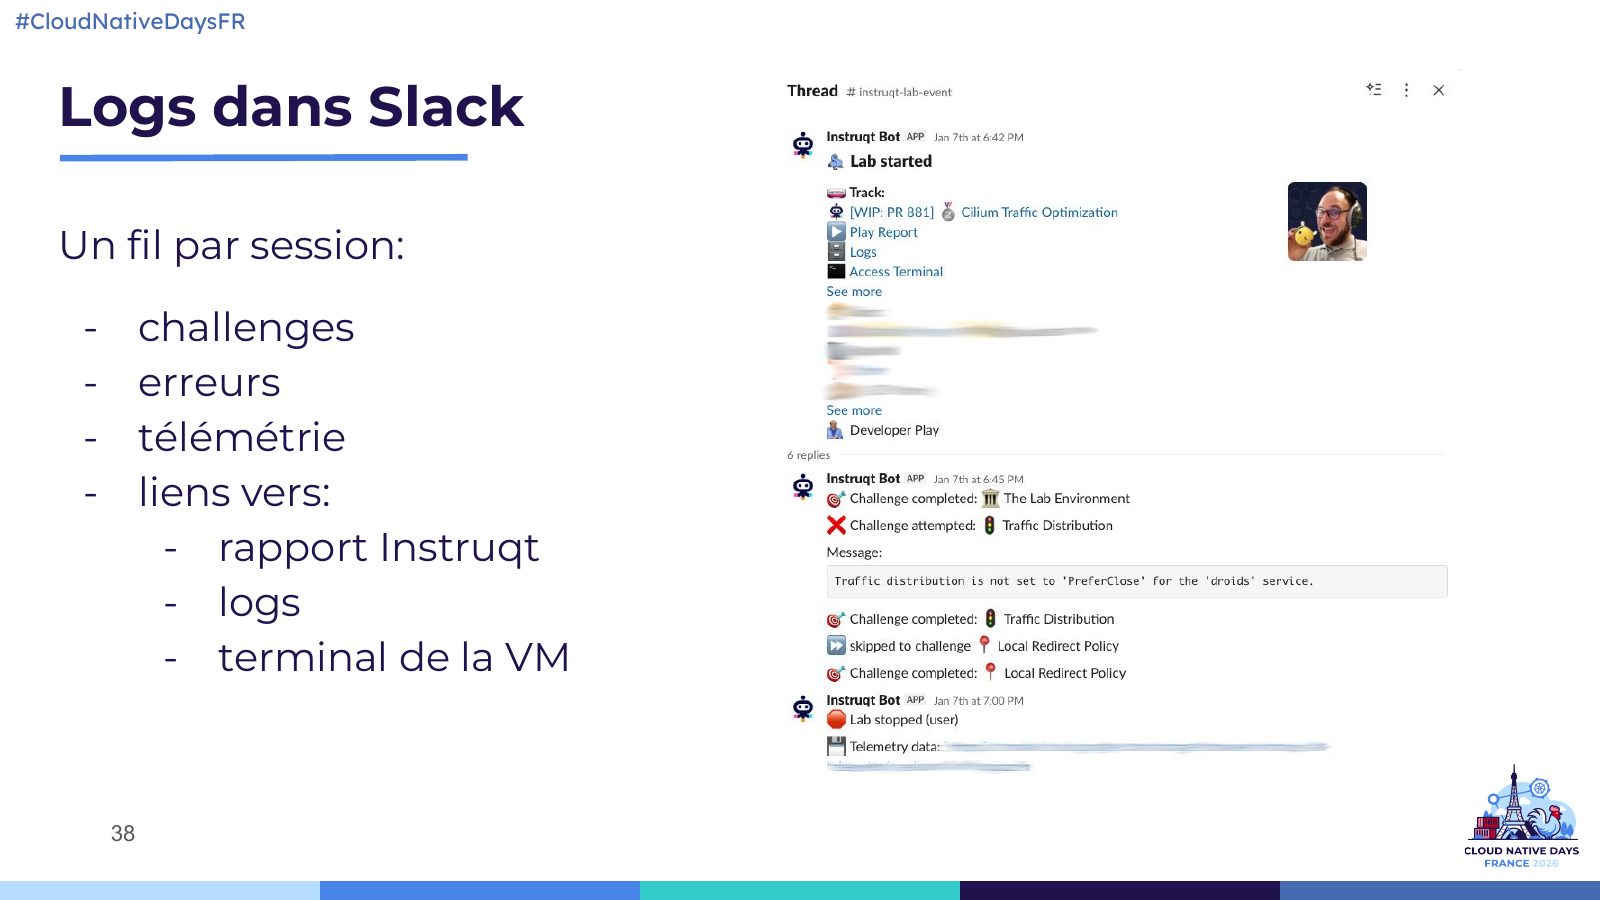 #CloudNativeDaysFR
Logs dans Slack
Un fil par session:
- challenges
- erreurs
- télémétrie
- liens vers:
- rapport Instruqt
- logs
- terminal de la VM
38
Thread # instruqt-lab-event
Instruqt Bot APP Jan 7th at 6:42 PM
Lab started
Track:
[WIP: PR 881] Cilium Traffic Optimization
Play Report
Logs
Access Terminal
See more
See more
Developer Play
6 replies
Instruqt Bot APP Jan 7th at 6:45 PM
Challenge completed: The Lab Environment
Challenge attempted: Traffic Distribution
Message:
Traffic distribution is not set to 'PreferClose' for the 'droids' service.
Challenge completed: Traffic Distribution
skipped to challenge Local Redirect Policy
Challenge completed: Local Redirect Policy
Instruqt Bot APP Jan 7th at 7:00 PM
Lab stopped (user)
Telemetry data:
CLOUD NATIVE DAYS
FRANCE 2026